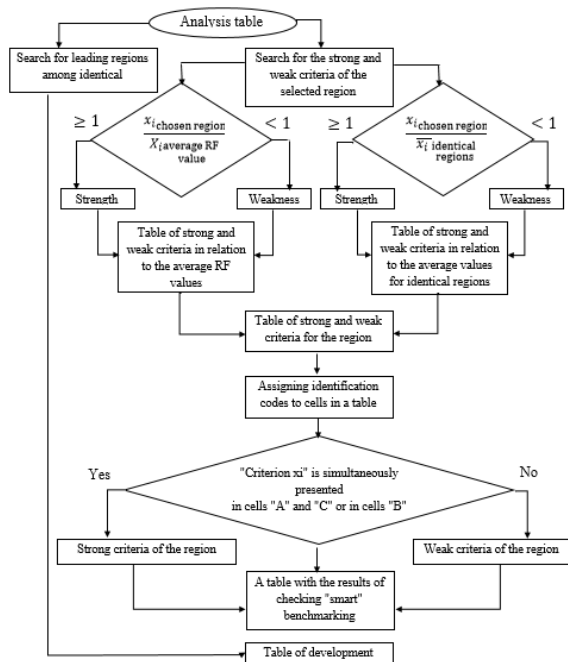 Analysis table
Search for leading regions
among identical
Search for the strong and
weak criteria of the
selected region
≥ 1
x_i chosen region
X_i average RF
value
< 1
≥ 1
x_i chosen region
x̄_i identical
regions
< 1
Strength
Weakness
Strength
Weakness
Table of strong and
weak criteria in relation
to the average RF
values
Table of strong and
weak criteria in relation
to the average values
for identical regions
Table of strong and weak
criteria for the region
Assigning identification
codes to cells in a table
Yes
"Criterion xi" is simultaneously
presented
in cells "A" and "C" or in cells "B"
No
Strong criteria of the region
Weak criteria of the region
A table with the results of
checking "smart"
benchmarking
Table of development